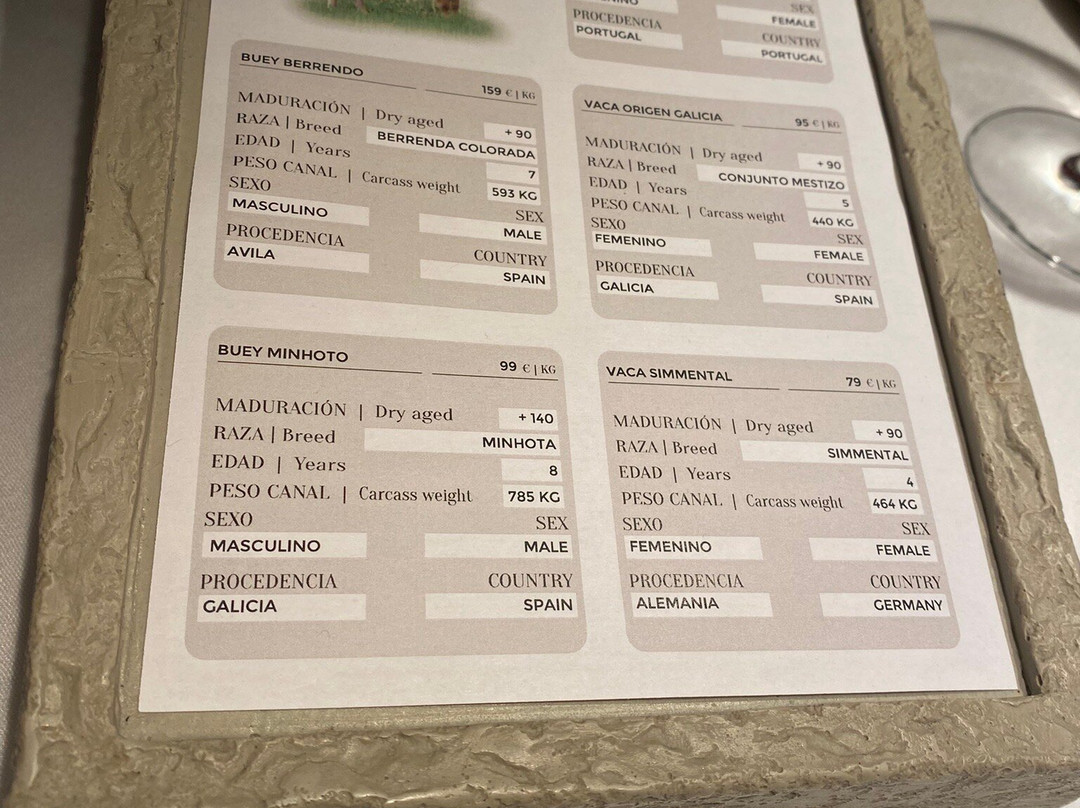 SEX
PROCEDENCIA FEMALE
PORTUGAL COUNTRY
PORTUGAL
BUEY BERRENDO
159 € | KG
MADURACIÓN | Dry aged + 90
RAZA | Breed BERRENDA COLORADA
EDAD | Years 7
PESO CANAL | Carcass weight 593 KG
SEXO SEX
MASCULINO MALE
PROCEDENCIA COUNTRY
AVILA SPAIN
VACA ORIGEN GALICIA
95 € | KG
MADURACIÓN | Dry aged + 90
RAZA | Breed CONJUNTO MESTIZO
EDAD | Years 5
PESO CANAL | Carcass weight 440 KG
SEXO SEX
FEMENINO FEMALE
PROCEDENCIA COUNTRY
GALICIA SPAIN
BUEY MINHOTO
99 € | KG
MADURACIÓN | Dry aged + 140
RAZA | Breed MINHOTA
EDAD | Years 8
PESO CANAL | Carcass weight 785 KG
SEXO SEX
MASCULINO MALE
PROCEDENCIA COUNTRY
GALICIA SPAIN
VACA SIMMENTAL
79 € | KG
MADURACIÓN | Dry aged + 90
RAZA | Breed SIMMENTAL
EDAD | Years 4
PESO CANAL | Carcass weight 464 KG
SEXO SEX
FEMENINO FEMALE
PROCEDENCIA COUNTRY
ALEMANIA GERMANY